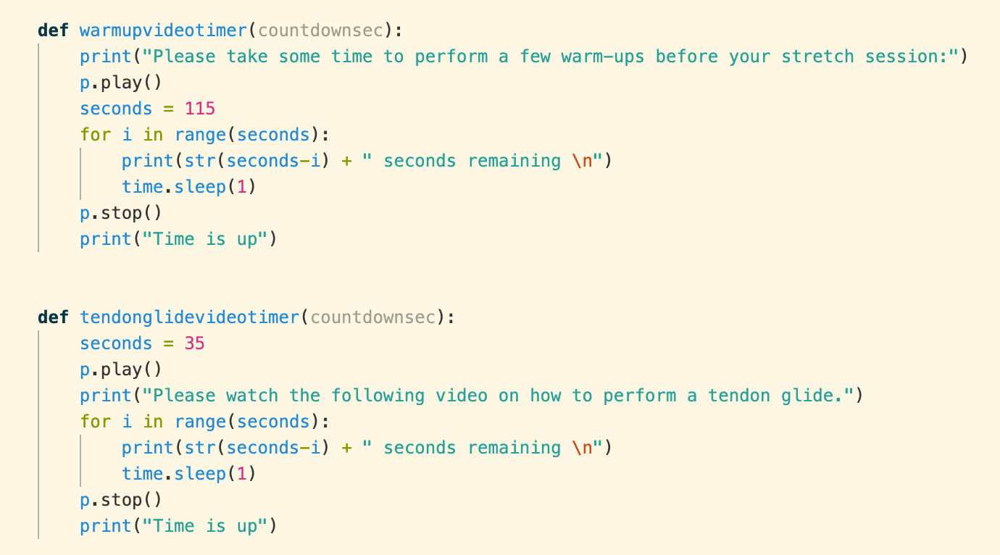 def warmupvideotimer(countdownsec):
    print("Please take some time to perform a few warm-ups before your stretch session:")
    p.play()
    seconds = 115
    for i in range(seconds):
        print(str(seconds-i) + " seconds remaining \n")
        time.sleep(1)
    p.stop()
    print("Time is up")

def tendonglidevideotimer(countdownsec):
    seconds = 35
    p.play()
    print("Please watch the following video on how to perform a tendon glide.")
    for i in range(seconds):
        print(str(seconds-i) + " seconds remaining \n")
        time.sleep(1)
    p.stop()
    print("Time is up")